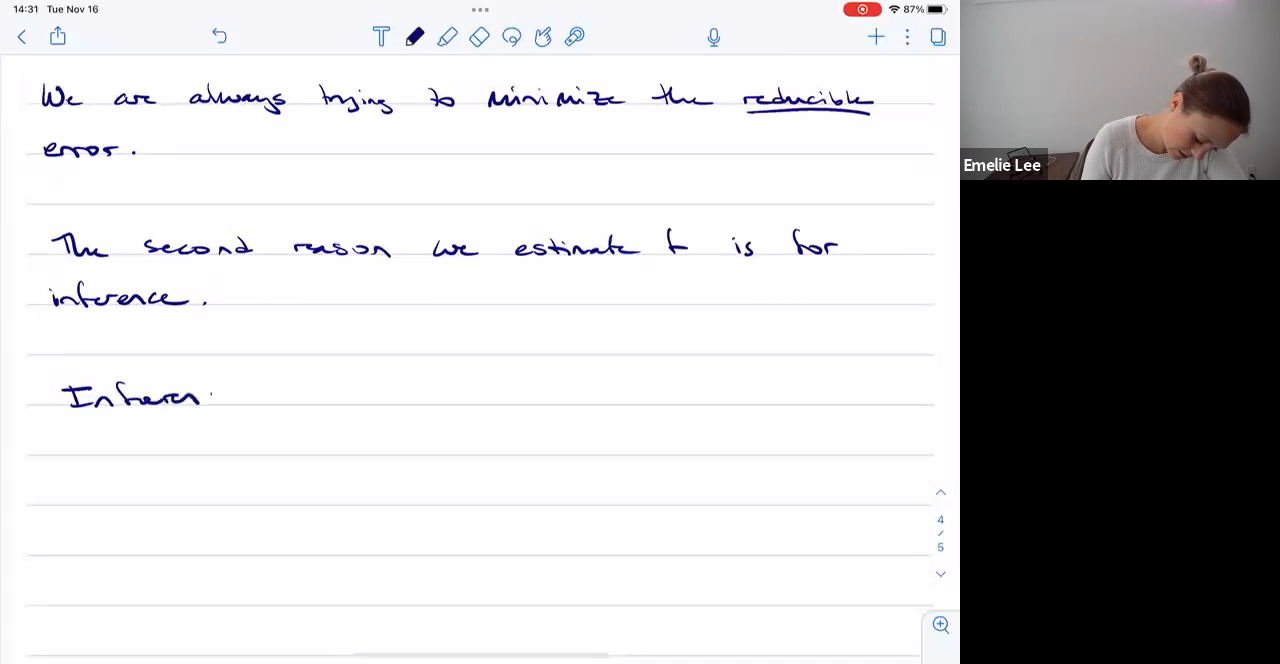 14:31 Tue Nov 16
87%
We are always trying to minimize the reducible
error.
The second reason we estimate f is for
inference.
Inferen
4
/
5
Emelie Lee